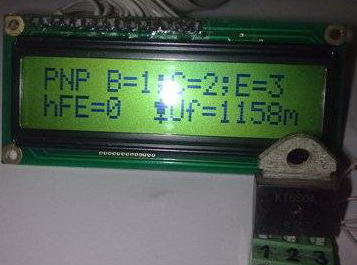 PNP B=1;C=2;E=3
hFE=0 Uf=1158m
1 2 3